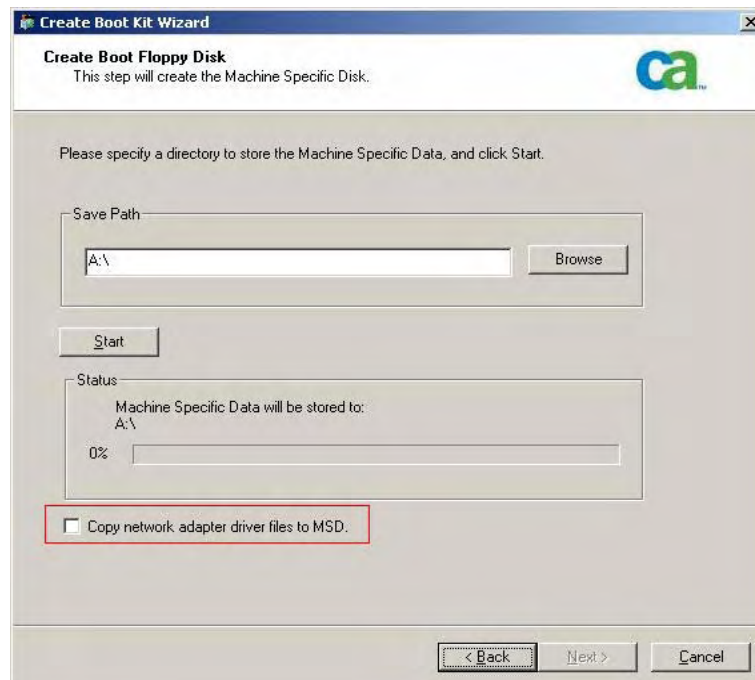 Create Boot Kit Wizard
Create Boot Floppy Disk
This step will create the Machine Specific Disk.
ca
Please specify a directory to store the Machine Specific Data, and click Start.
Save Path
A:\
Browse
Start
Status
Machine Specific Data will be stored to:
A:\
0%
Copy network adapter driver files to MSD.
< Back
Next >
Cancel